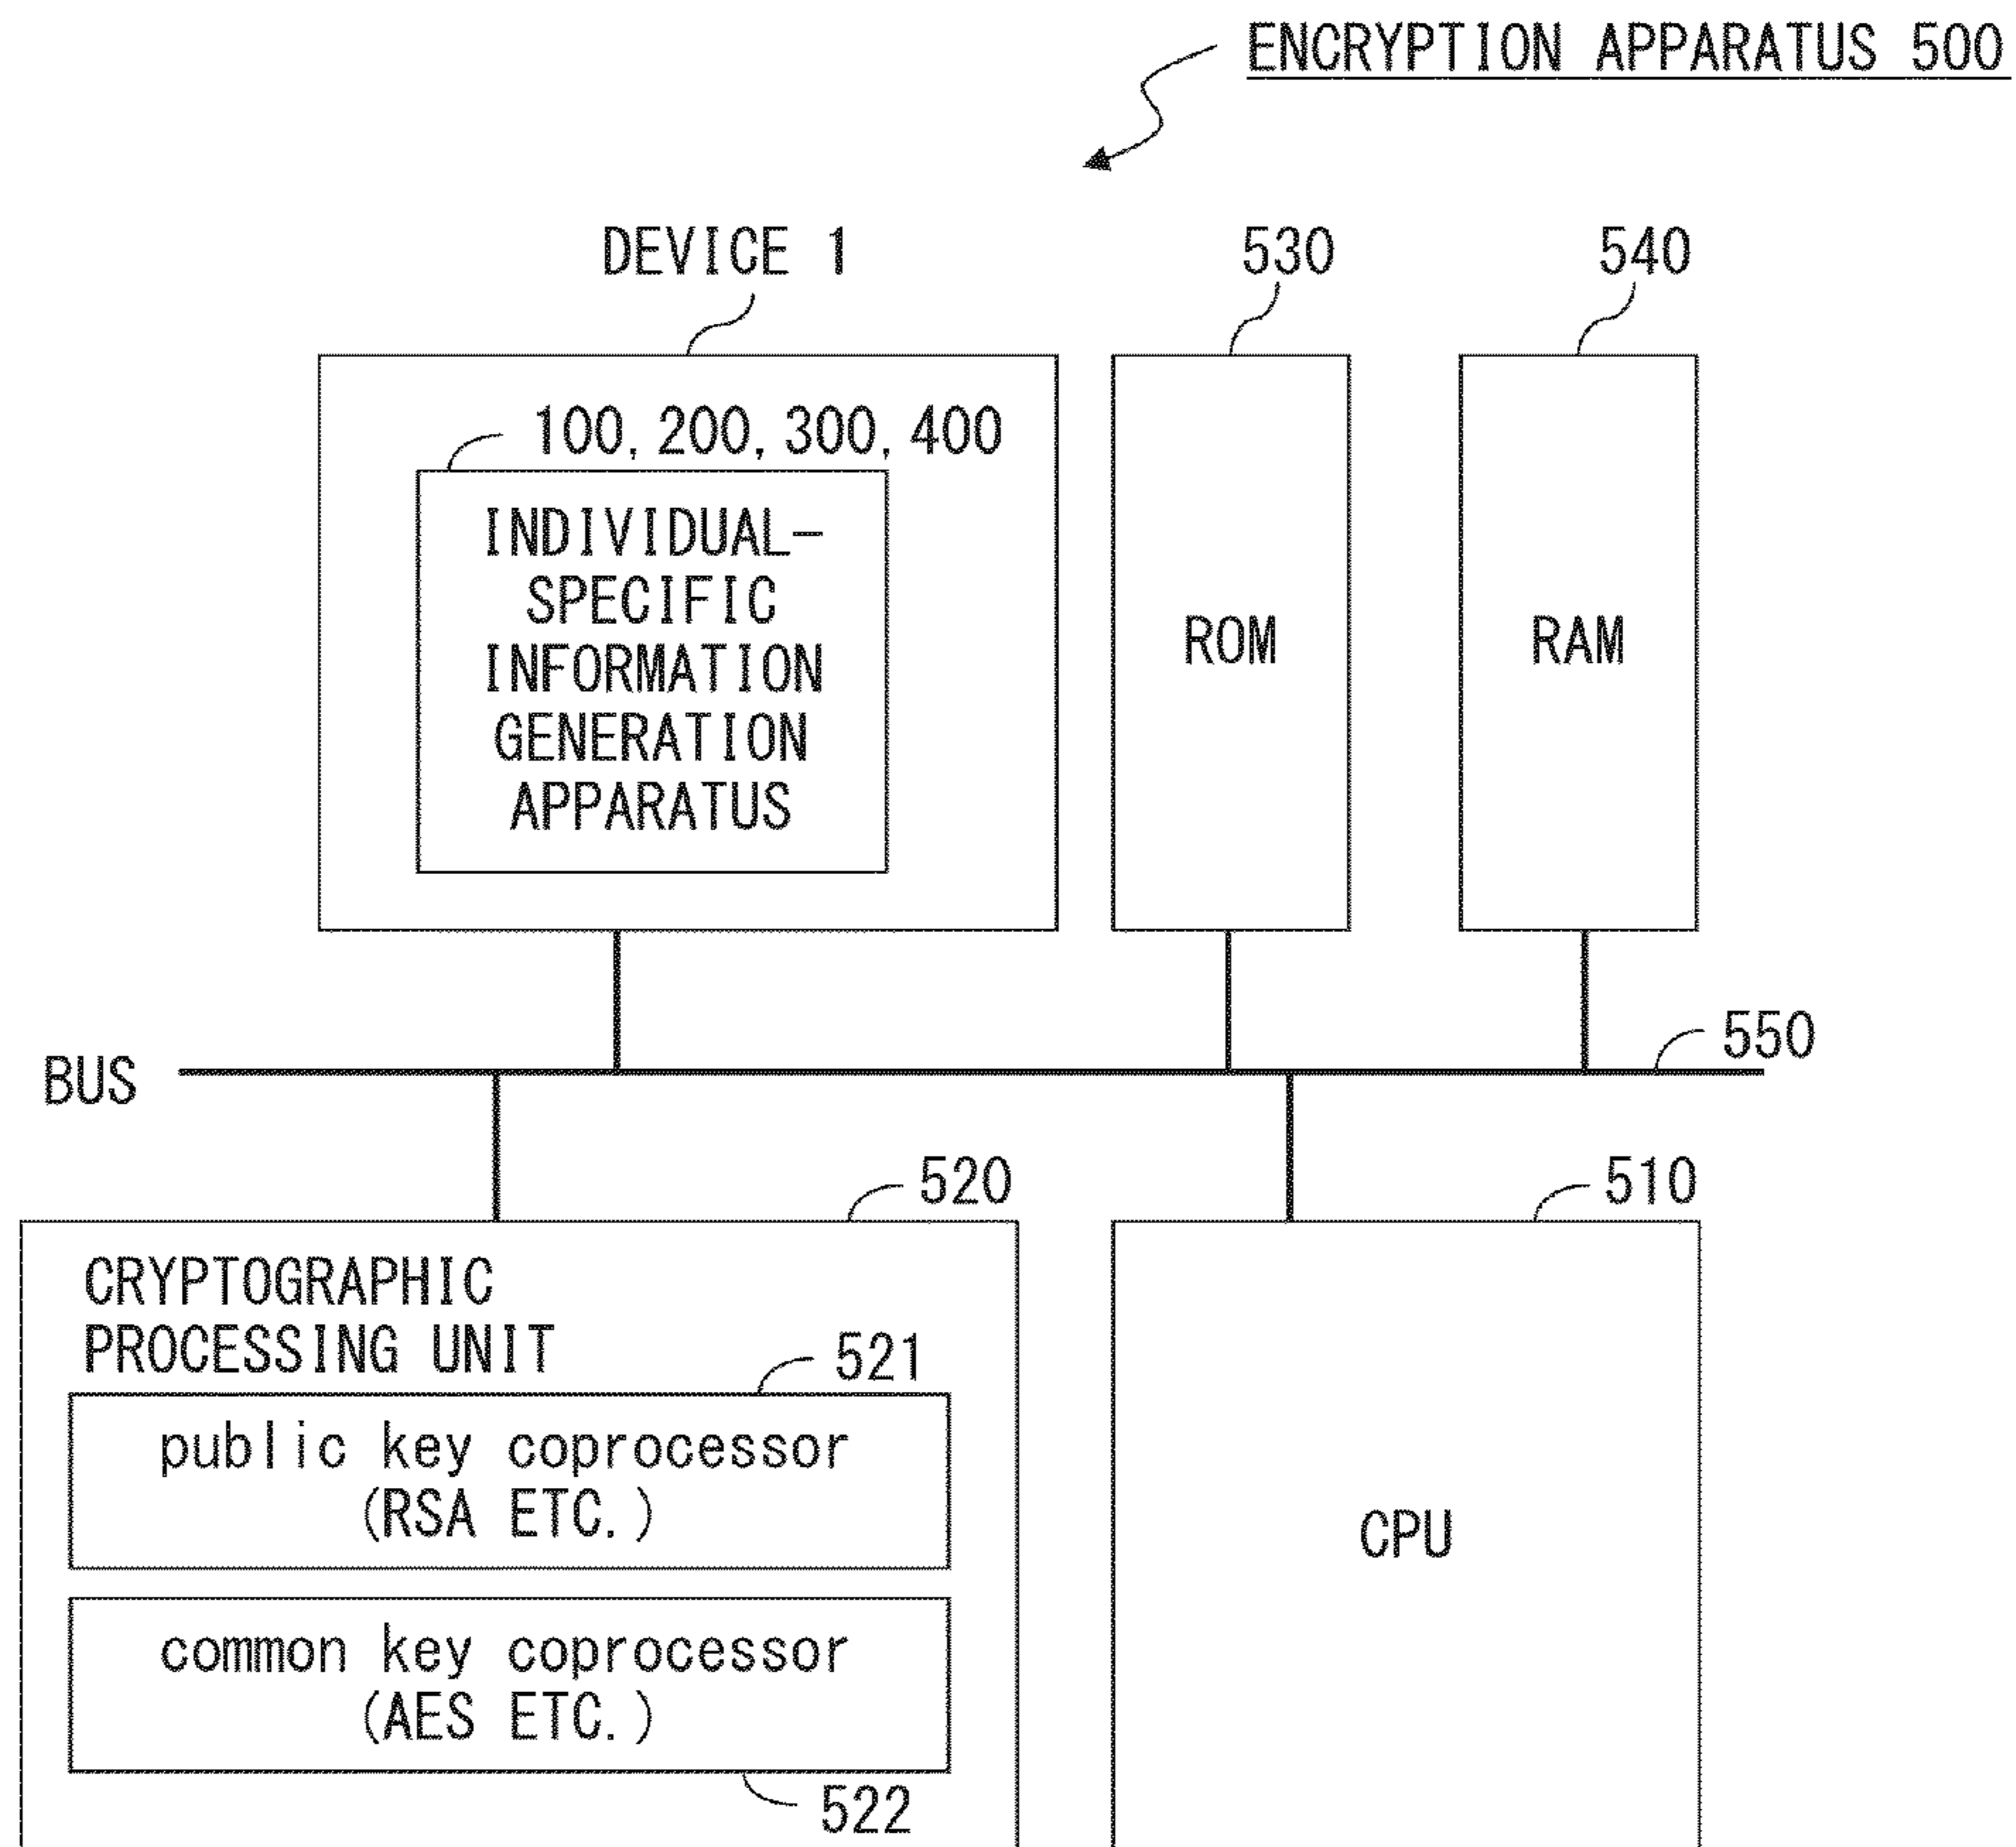 ENCRYPTION APPARATUS 500
DEVICE 1
530
540
100, 200, 300, 400
INDIVIDUAL-
SPECIFIC
INFORMATION
GENERATION
APPARATUS
ROM
RAM
550
BUS
520
510
CRYPTOGRAPHIC
PROCESSING UNIT
521
public key coprocessor
(RSA ETC.)
CPU
common key coprocessor
(AES ETC.)
522